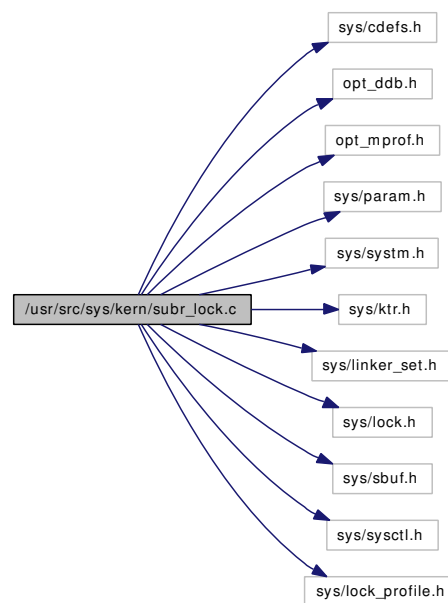 sys/cdefs.h
opt_ddb.h
opt_mprof.h
sys/param.h
sys/systm.h
/usr/src/sys/kern/subr_lock.c
sys/ktr.h
sys/linker_set.h
sys/lock.h
sys/sbuf.h
sys/sysctl.h
sys/lock_profile.h